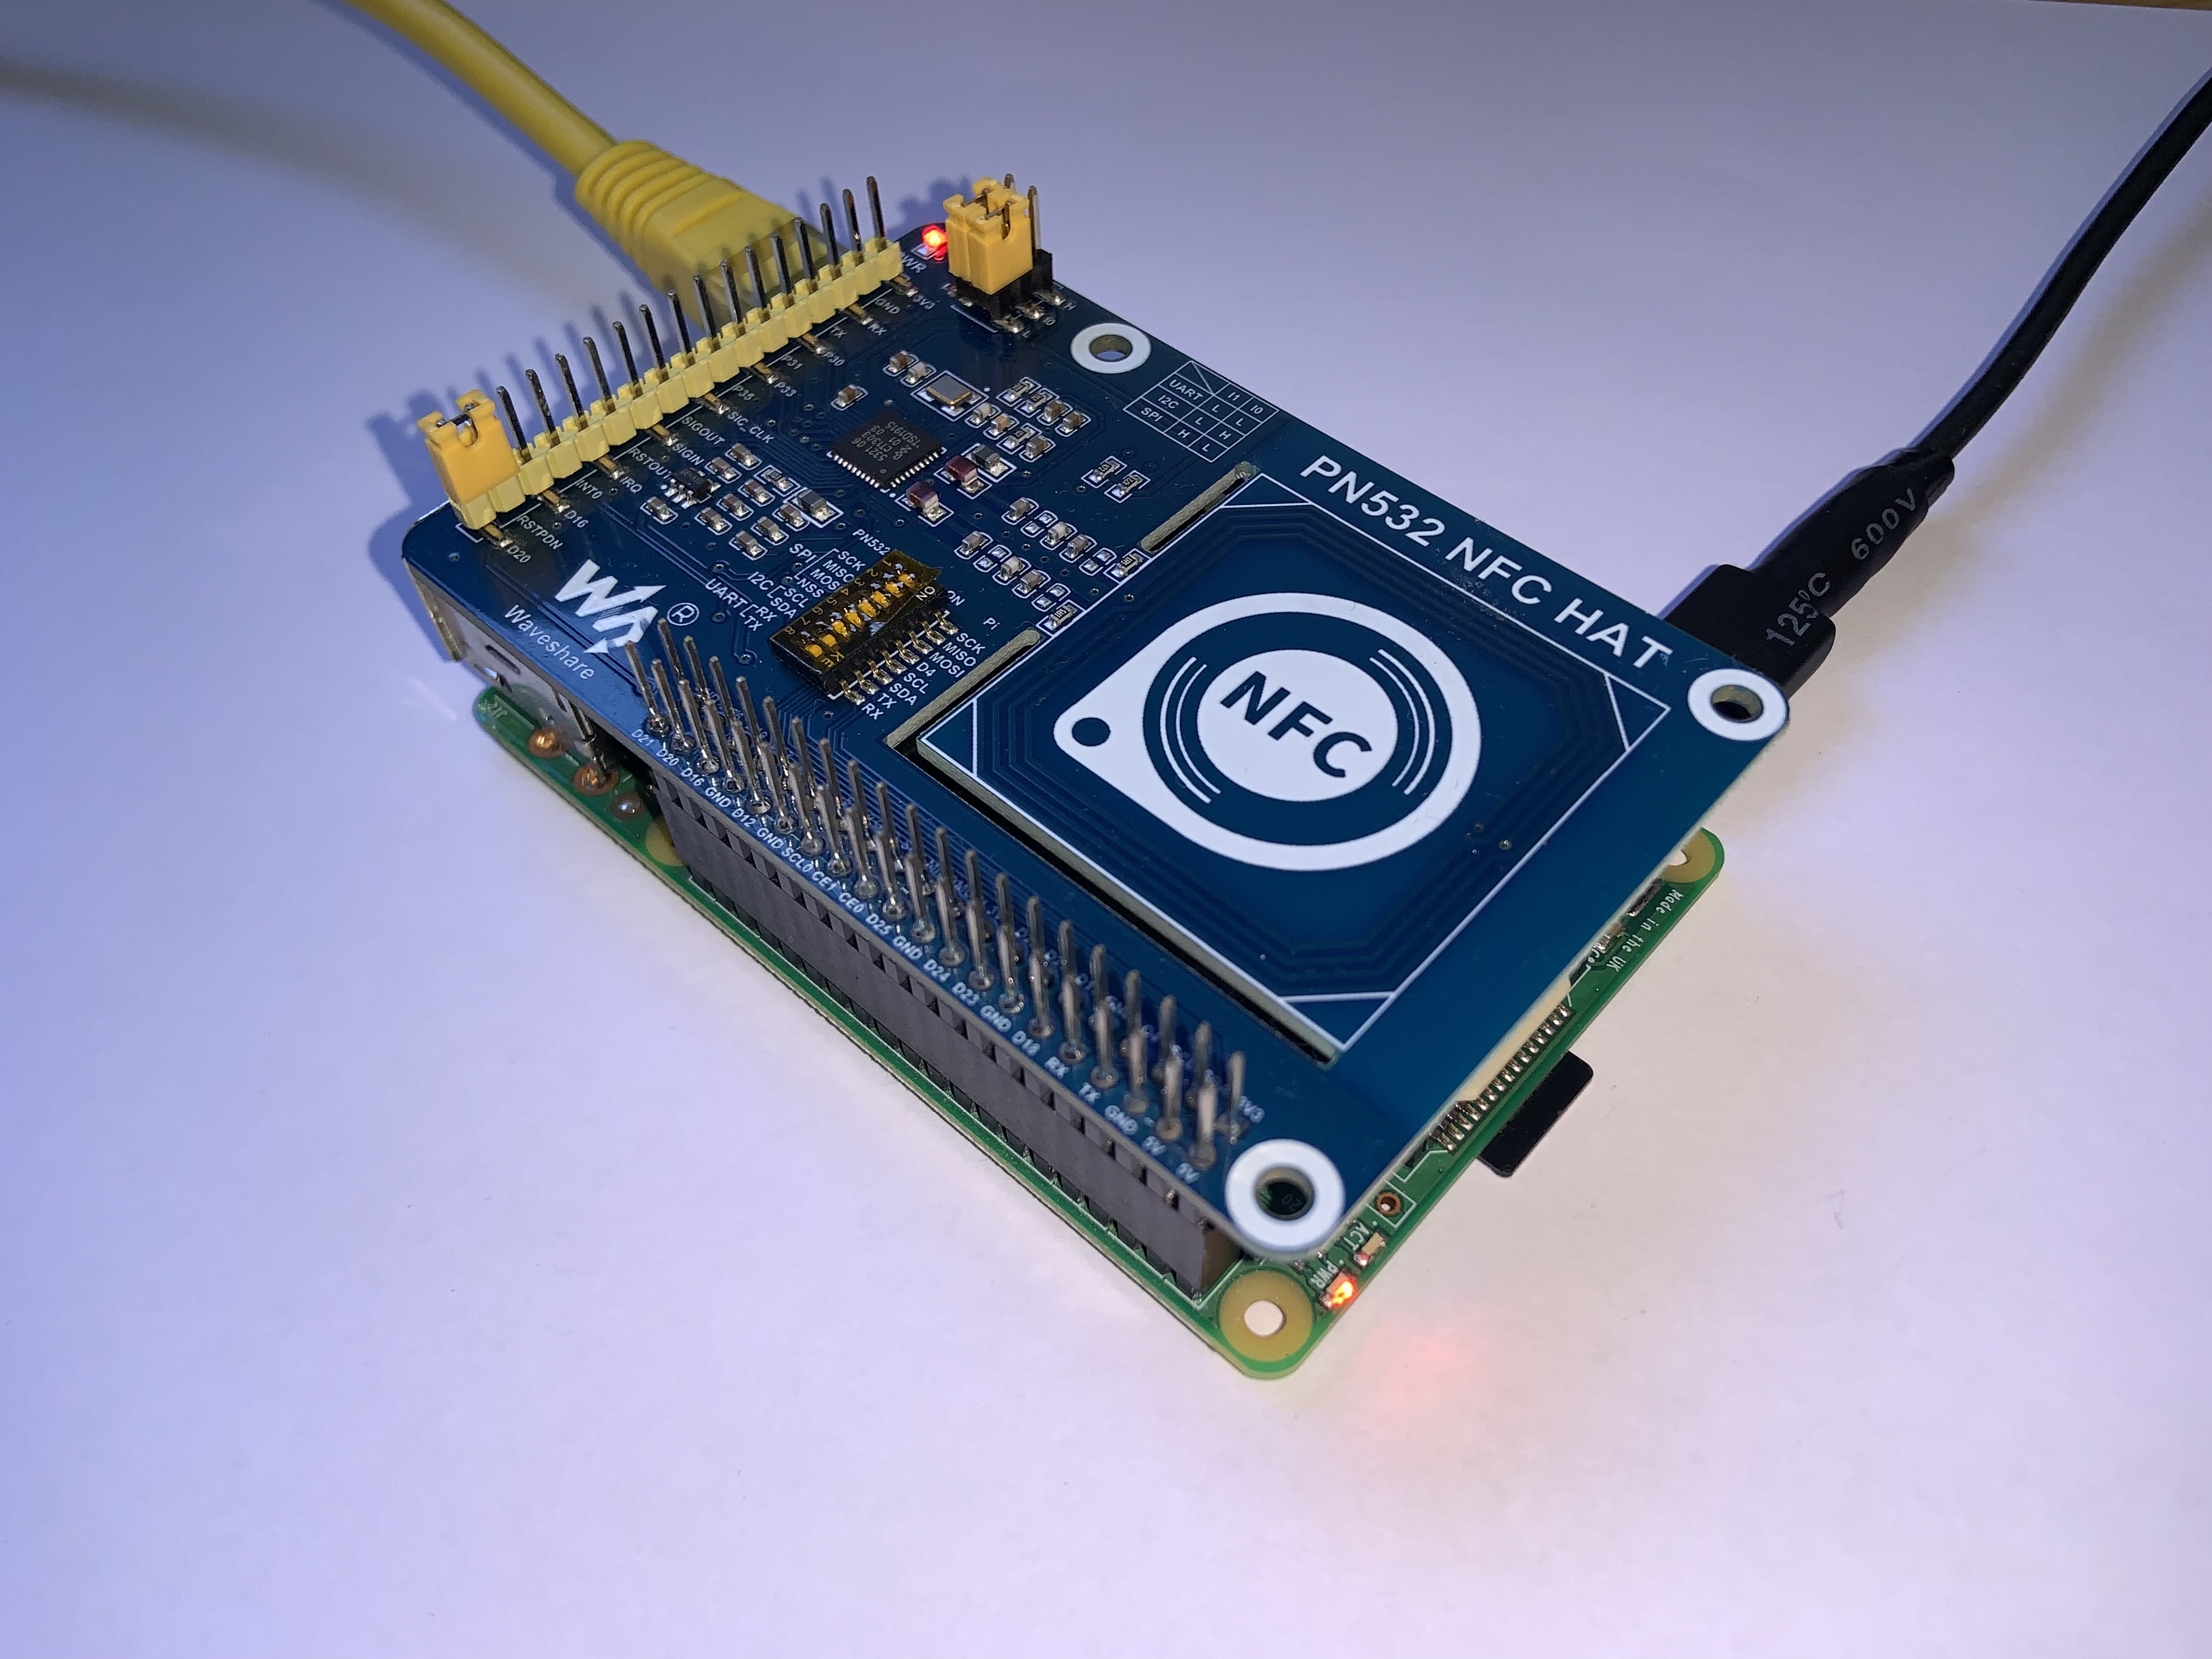 PWR
3V3
GND
RX
TX
P30
P31
P33
P35
SIC_CLK
SIGOUT
SIGIN
RSTOUT
IRQ
INT0
D16
RSTPDN
D20
H
L
I1 I0
UART L L
I2C L H
SPI H L
PN532 NFC HAT
NFC
Waveshare
®
PN532
SPI
SCK
MISO
MOSI
NSS
I2C
SCL
SDA
UART
RX
TX
ON
KE
Pi
SCK
MISO
MOSI
D4
SCL
SDA
TX
RX
D21 D20 D16 GND D12 GND SCL0 CE1 CE0 D25 GND D24 D23 GND D18 RX TX GND 5V 5V
3V3
Made in the UK
ACT
PWR
125°C 600V